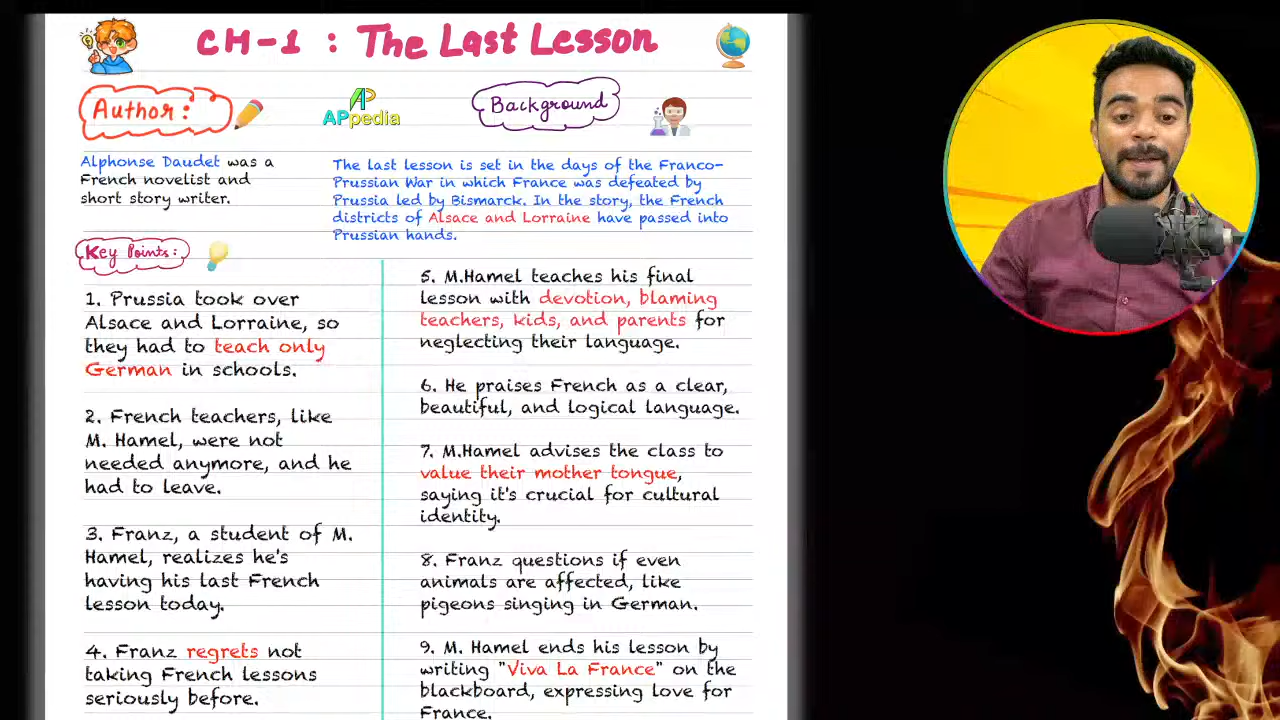 CH-1 : The Last Lesson
Author:
APpedia
Background
Alphonse Daudet was a
French novelist and
short story writer.
The last lesson is set in the days of the Franco-
Prussian War in which France was defeated by
Prussia led by Bismarck. In the story, the French
districts of Alsace and Lorraine have passed into
Prussian hands.
Key Points:
1. Prussia took over
Alsace and Lorraine, so
they had to teach only
German in schools.
2. French teachers, like
M. Hamel, were not
needed anymore, and he
had to leave.
3. Franz, a student of M.
Hamel, realizes he's
having his last French
lesson today.
4. Franz regrets not
taking French lessons
seriously before.
5. M.Hamel teaches his final
lesson with devotion, blaming
teachers, kids, and parents for
neglecting their language.
6. He praises French as a clear,
beautiful, and logical language.
7. M.Hamel advises the class to
value their mother tongue,
saying it's crucial for cultural
identity.
8. Franz questions if even
animals are affected, like
pigeons singing in German.
9. M. Hamel ends his lesson by
writing "Viva La France" on the
blackboard, expressing love for
France.